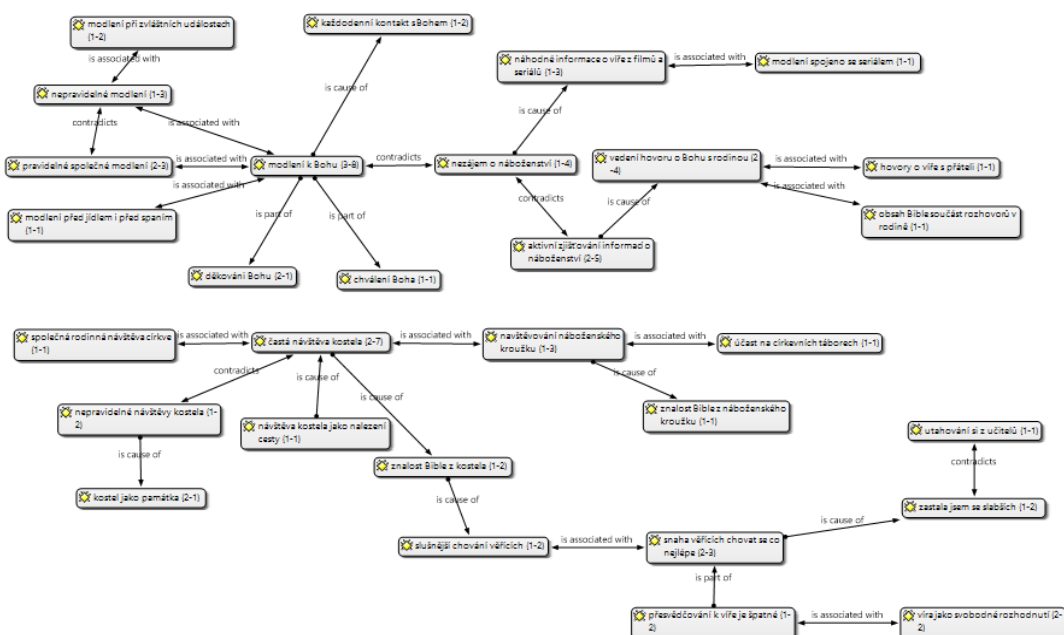 modlení při zvláštních událostech
(1-2)
každodenní kontakt s Bohem (1-2)
is associated with
náhodné informace o víře z filmů a
seriálů (1-3)
is associated with
modlení spojeno se seriálem (1-1)
nepravidelné modlení (1-3)
is cause of
contradicts
is associated with
is cause of
pravidelné společné modlení (2-3)
is associated with
modlení k Bohu (3-8)
contradicts
nezájem o náboženství (1-4)
vedení hovoru o Bohu s rodinou (2
-4)
is associated with
hovory o víře s přáteli (1-1)
is associated with
is associated with
modlení před jídlem i před spaním
(1-1)
is part of
is part of
contradicts
is cause of
obsah Bible součást rozhovorů v
rodině (1-1)
aktivní zjišťování informací o
náboženství (2-5)
děkování Bohu (2-1)
chválení Boha (1-1)
společná rodinná návštěva církve
(1-1)
is associated with
častá návštěva kostela (2-7)
is associated with
navštěvování náboženského
kroužku (1-3)
is associated with
účast na církevních táborech (1-1)
contradicts
is cause of
is cause of
is cause of
nepravidelné návštěvy kostela (1-
2)
návštěva kostela jako nalezení
cesty (1-1)
znalost Bible z náboženského
kroužku (1-1)
utahování si z učitelů (1-1)
is cause of
znalost Bible z kostela (1-2)
contradicts
kostel jako památka (2-1)
is cause of
zastala jsem se slabších (1-2)
is cause of
slušnější chování věřících (1-2)
is associated with
snaha věřících chovat se co
nejlépe (2-3)
is part of
přesvědčování k víře je špatné (1-
2)
is associated with
víra jako svobodné rozhodnutí (2-
2)